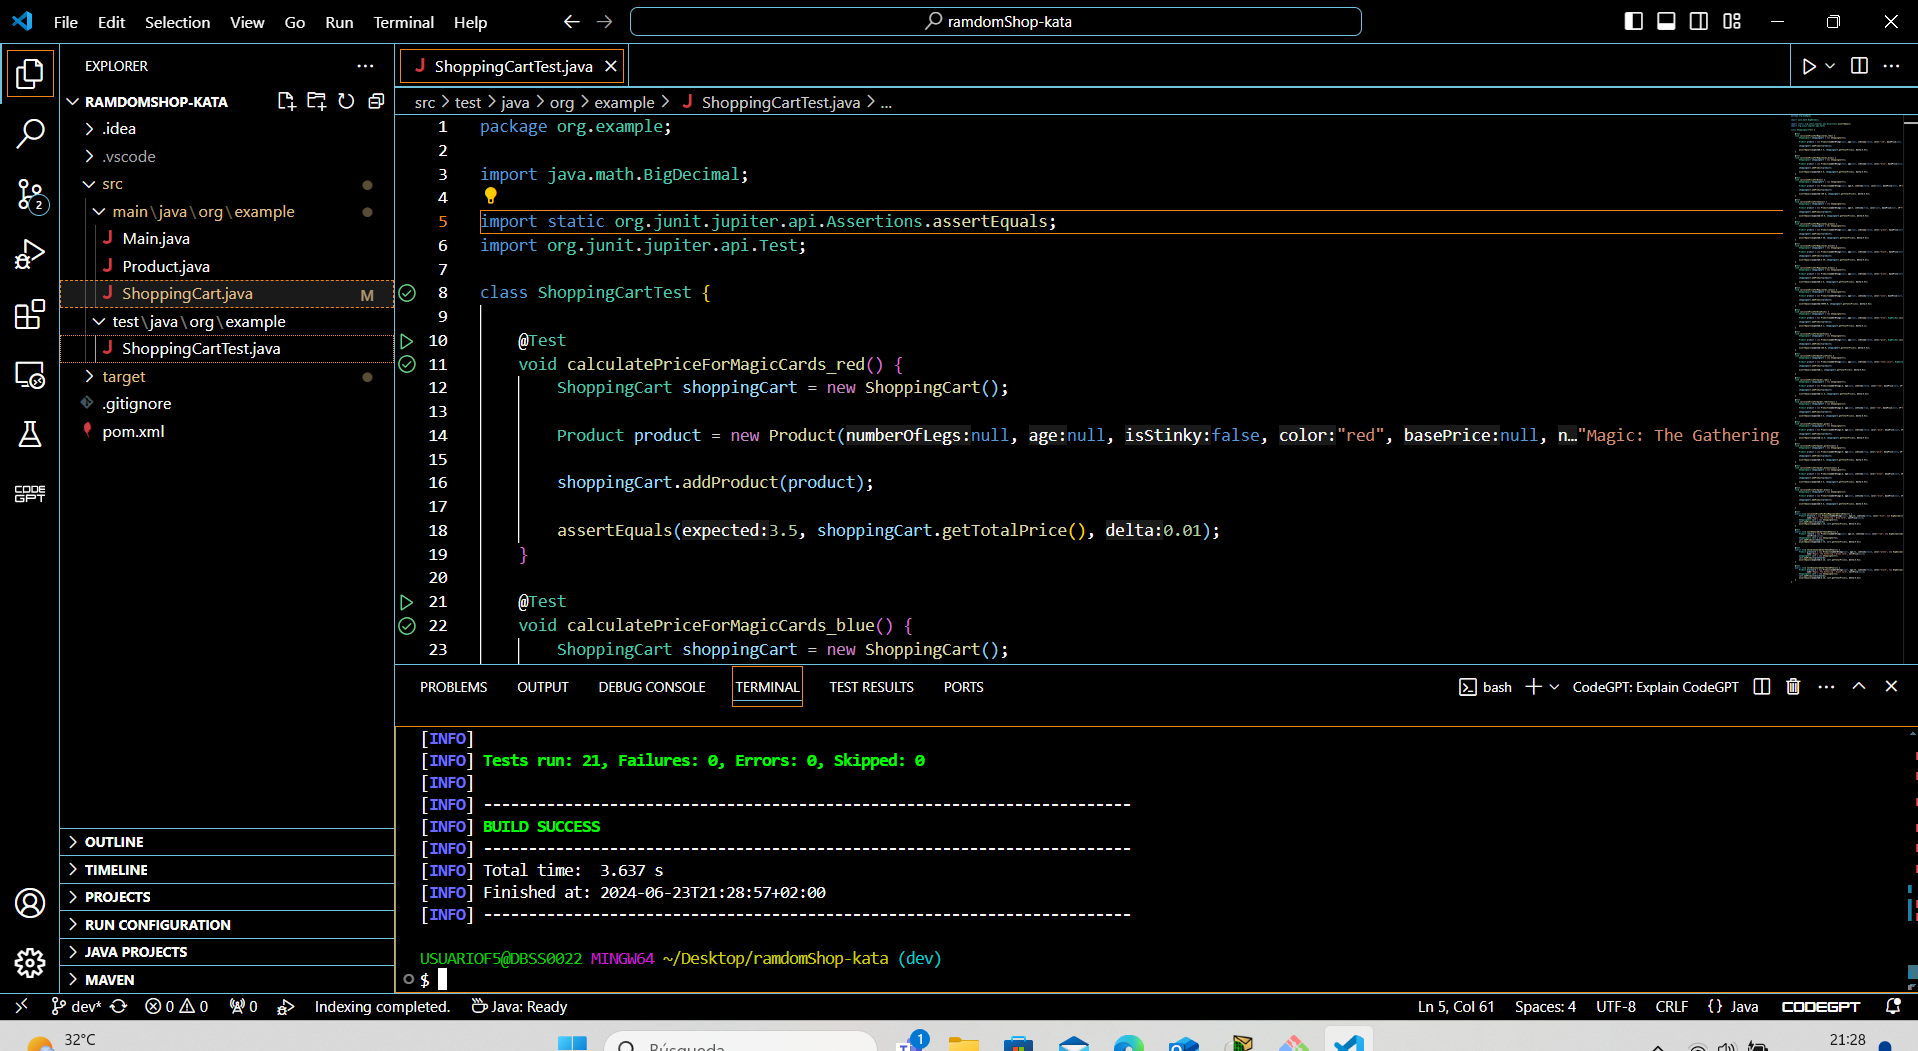 File Edit Selection View Go Run Terminal Help ramdomShop-kata
EXPLORER
RAMDOMSHOP-KATA
.idea
.vscode
src
main\java\org\example
Main.java
Product.java
ShoppingCart.java M
test\java\org\example
ShoppingCartTest.java
target
.gitignore
pom.xml
OUTLINE
TIMELINE
PROJECTS
RUN CONFIGURATION
JAVA PROJECTS
MAVEN
2
CODE
GPT
ShoppingCartTest.java
src > test > java > org > example > ShoppingCartTest.java > ...
1 package org.example;
2
3 import java.math.BigDecimal;
4
5 import static org.junit.jupiter.api.Assertions.assertEquals;
6 import org.junit.jupiter.api.Test;
7
8 class ShoppingCartTest {
9
10 @Test
11 void calculatePriceForMagicCards_red() {
12 ShoppingCart shoppingCart = new ShoppingCart();
13
14 Product product = new Product(numberOfLegs:null, age:null, isStinky:false, color:"red", basePrice:null, n…"Magic: The Gathering
15
16 shoppingCart.addProduct(product);
17
18 assertEquals(expected:3.5, shoppingCart.getTotalPrice(), delta:0.01);
19 }
20
21 @Test
22 void calculatePriceForMagicCards_blue() {
23 ShoppingCart shoppingCart = new ShoppingCart();
PROBLEMS OUTPUT DEBUG CONSOLE TERMINAL TEST RESULTS PORTS bash CodeGPT: Explain CodeGPT
[INFO]
[INFO] Tests run: 21, Failures: 0, Errors: 0, Skipped: 0
[INFO]
[INFO] ------------------------------------------------------------------------
[INFO] BUILD SUCCESS
[INFO] ------------------------------------------------------------------------
[INFO] Total time:  3.637 s
[INFO] Finished at: 2024-06-23T21:28:57+02:00
[INFO] ------------------------------------------------------------------------
USUARIOF5@DBSS0022 MINGW64 ~/Desktop/ramdomShop-kata (dev)
$
dev* 0 0 0 Indexing completed. Java: Ready Ln 5, Col 61 Spaces: 4 UTF-8 CRLF {} Java CODEGPT
32°C Búsqueda 1 21:28